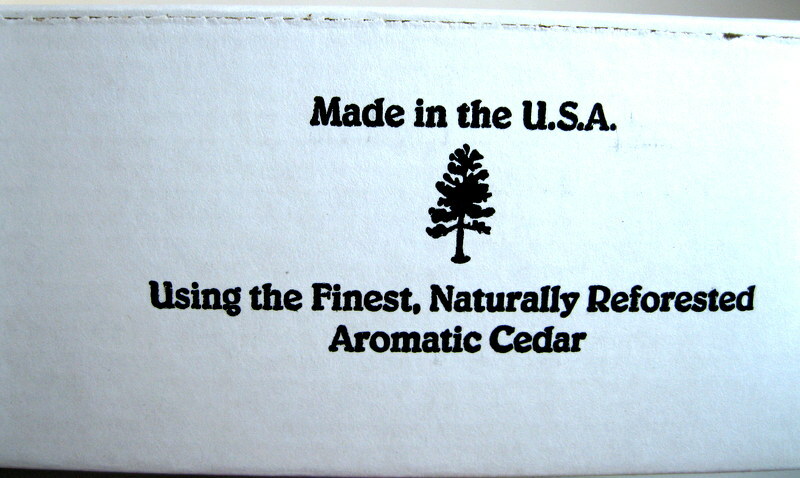 Made in the U.S.A.
Using the Finest, Naturally Reforested
Aromatic Cedar